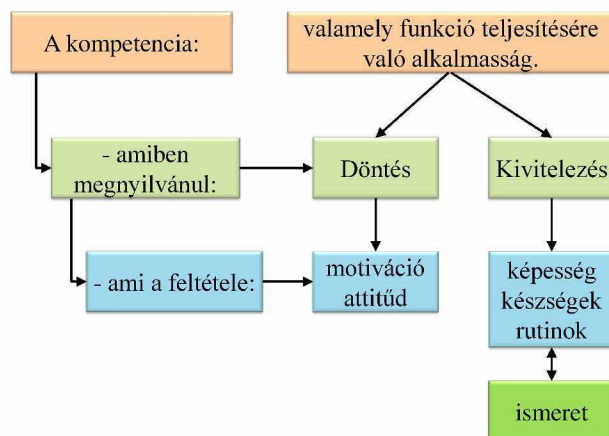 A kompetencia:
valamely funkció teljesítésére
való alkalmasság.
- amiben
megnyilvánul:
Döntés
Kivitelezés
- ami a feltétele:
motiváció
attitűd
képesség
készségek
rutinok
ismeret